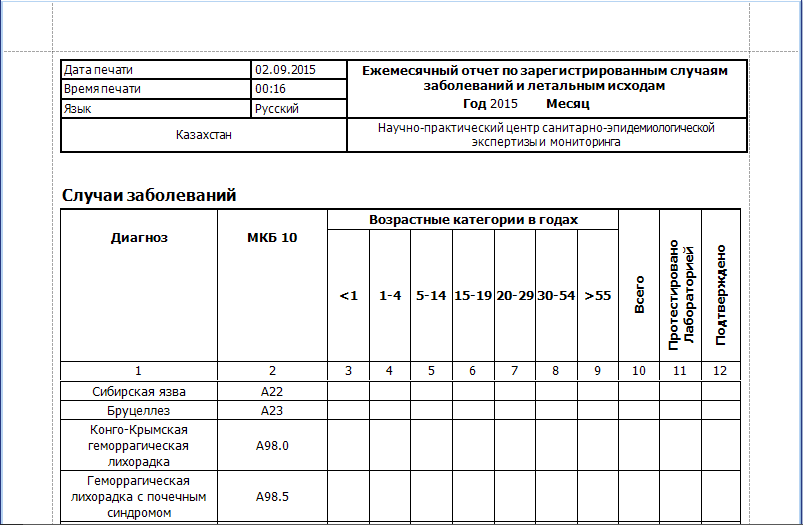 Дата печати 02.09.2015
Время печати 00:16
Язык Русский
Ежемесячный отчет по зарегистрированным случаям
заболеваний и летальным исходам
Год 2015 Месяц
Казахстан
Научно-практический центр санитарно-эпидемиологической
экспертизы и мониторинга
Случаи заболеваний
Диагноз
МКБ 10
Возрастные категории в годах
<1 1-4 5-14 15-19 20-29 30-54 >55
Всего
Протестировано
Лабораторией
Подтверждено
1 2 3 4 5 6 7 8 9 10 11 12
Сибирская язва A22
Бруцеллез A23
Конго-Крымская
геморрагическая
лихорадка
A98.0
Геморрагическая
лихорадка с почечным
синдромом
A98.5